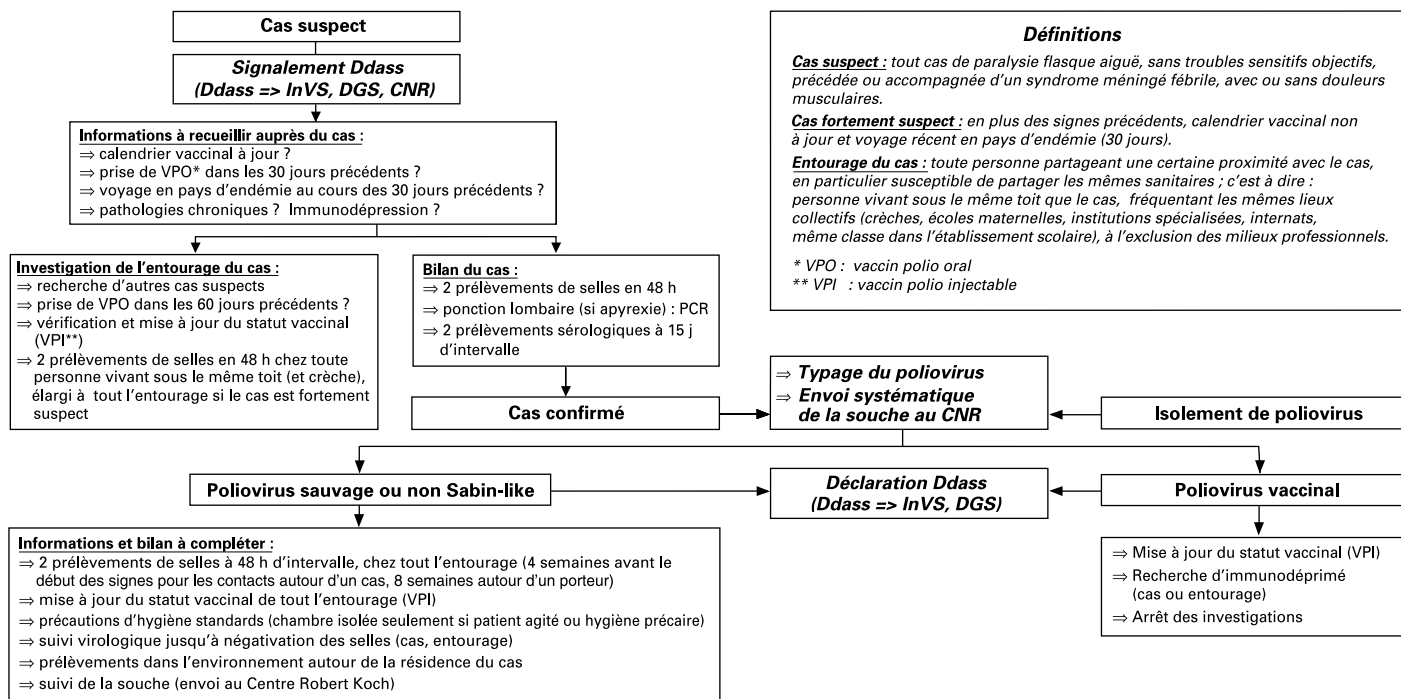 Cas suspect
Signalement Ddass
(Ddass => InVS, DGS, CNR)
Informations à recueillir auprès du cas :
⇒ calendrier vaccinal à jour ?
⇒ prise de VPO* dans les 30 jours précédents ?
⇒ voyage en pays d'endémie au cours des 30 jours précédents ?
⇒ pathologies chroniques ? Immunodépression ?
Définitions
Cas suspect : tout cas de paralysie flasque aiguë, sans troubles sensitifs objectifs,
précédée ou accompagnée d'un syndrome méningé fébrile, avec ou sans douleurs
musculaires.
Cas fortement suspect : en plus des signes précédents, calendrier vaccinal non
à jour et voyage récent en pays d'endémie (30 jours).
Entourage du cas : toute personne partageant une certaine proximité avec le cas,
en particulier susceptible de partager les mêmes sanitaires ; c'est à dire :
personne vivant sous le même toit que le cas, fréquentant les mêmes lieux
collectifs (crèches, écoles maternelles, institutions spécialisées, internats,
même classe dans l'établissement scolaire), à l'exclusion des milieux professionnels.
* VPO : vaccin polio oral
** VPI : vaccin polio injectable
Investigation de l'entourage du cas :
⇒ recherche d'autres cas suspects
⇒ prise de VPO dans les 60 jours précédents ?
⇒ vérification et mise à jour du statut vaccinal
(VPI**)
⇒ 2 prélèvements de selles en 48 h chez toute
personne vivant sous le même toit (et crèche),
élargi à tout l'entourage si le cas est fortement
suspect
Bilan du cas :
⇒ 2 prélèvements de selles en 48 h
⇒ ponction lombaire (si apyrexie) : PCR
⇒ 2 prélèvements sérologiques à 15 j
d'intervalle
Cas confirmé
⇒ Typage du poliovirus
⇒ Envoi systématique
de la souche au CNR
Isolement de poliovirus
Poliovirus sauvage ou non Sabin-like
Déclaration Ddass
(Ddass => InVS, DGS)
Poliovirus vaccinal
Informations et bilan à compléter :
⇒ 2 prélèvements de selles à 48 h d'intervalle, chez tout l'entourage (4 semaines avant le
début des signes pour les contacts autour d'un cas, 8 semaines autour d'un porteur)
⇒ mise à jour du statut vaccinal de tout l'entourage (VPI)
⇒ précautions d'hygiène standards (chambre isolée seulement si patient agité ou hygiène précaire)
⇒ suivi virologique jusqu'à négativation des selles (cas, entourage)
⇒ prélèvements dans l'environnement autour de la résidence du cas
⇒ suivi de la souche (envoi au Centre Robert Koch)
⇒ Mise à jour du statut vaccinal (VPI)
⇒ Recherche d'immunodéprimé
(cas ou entourage)
⇒ Arrêt des investigations